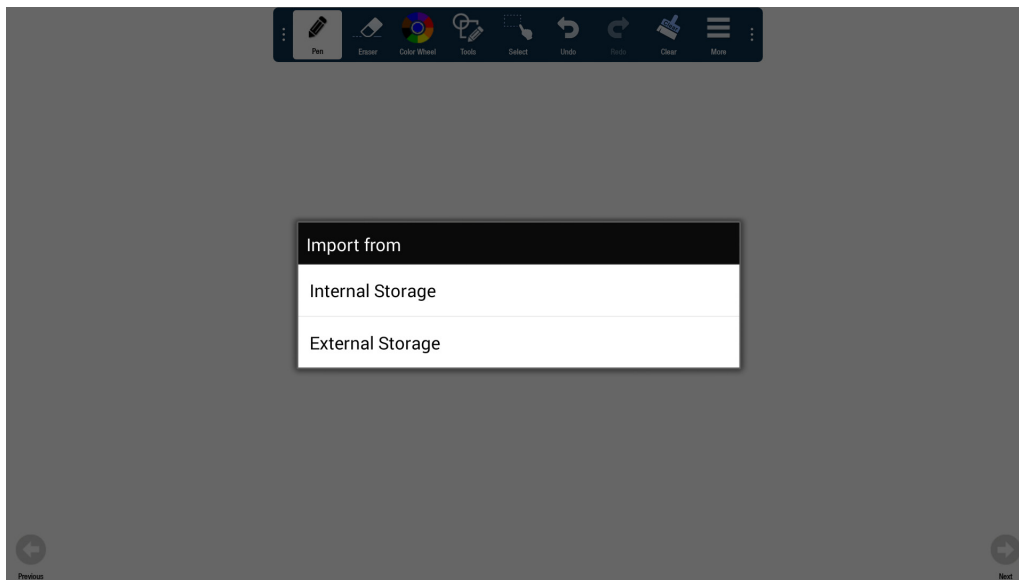 Pen Eraser Color Wheel Tools Select Undo Redo Clear More
Import from
Internal Storage
External Storage
Previous Next